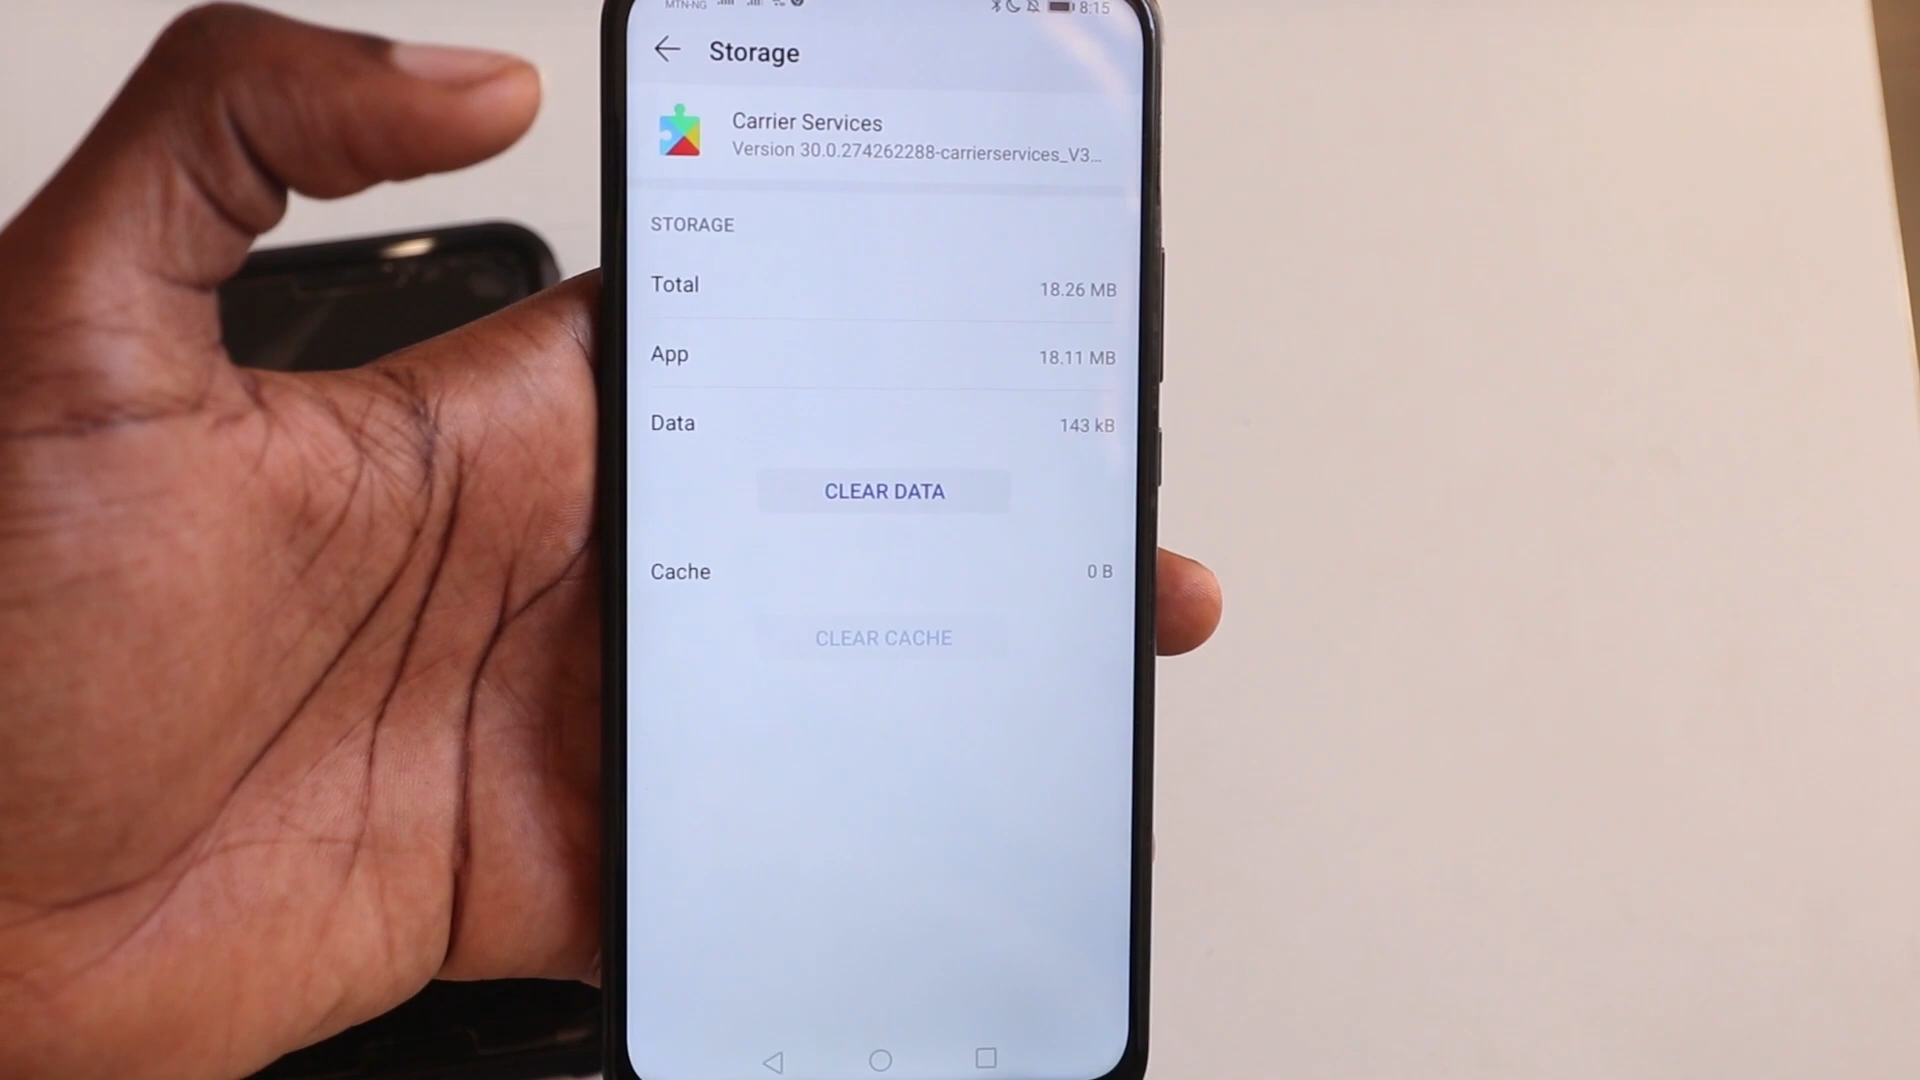 MTN-NG 8:15
Storage
Carrier Services
Version 30.0.274262288-carrierservices_V3...
STORAGE
Total 18.26 MB
App 18.11 MB
Data 143 kB
CLEAR DATA
Cache 0 B
CLEAR CACHE